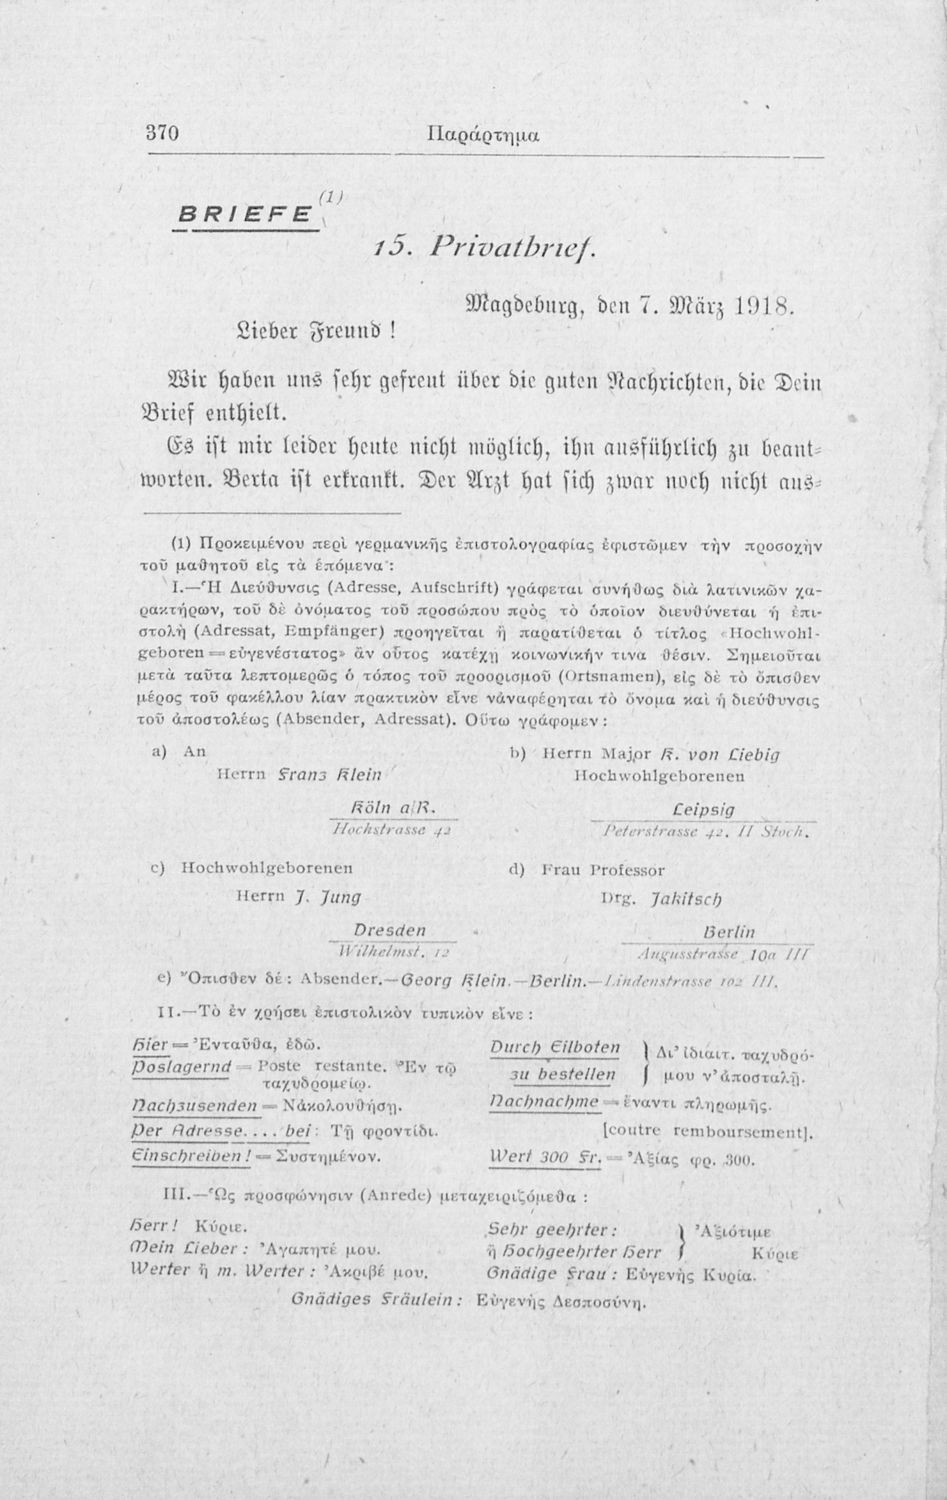 370 Παράρτημα
BRIEFE (1)
15. Privatbrief.
Magdeburg, den 7. März 1918.
Lieber Freund !
Wir haben uns sehr gefreut über die guten Nachrichten, die Dein
Brief enthielt.
Es ist mir leider heute nicht möglich, ihn ausführlich zu beant-
worten. Berta ist erkrankt. Der Arzt hat sich zwar noch nicht aus-
(1) Προκειμένου περὶ γερμανικῆς ἐπιστολογραφίας ἐφιστῶμεν τὴν προσοχὴν
τοῦ μαθητοῦ εἰς τὰ ἑπόμενα :
I.—Ἡ Διεύθυνσις (Adresse, Aufschrift) γράφεται συνήθως διὰ λατινικῶν χα-
ρακτήρων, τοῦ δὲ ὀνόματος τοῦ προσώπου πρὸς τὸ ὁποῖον διευθύνεται ἡ ἐπι-
στολὴ (Adressat, Empfänger) προηγεῖται ἢ παρατίθεται ὁ τίτλος «Hochwohl-
geboren = εὐγενέστατος» ἂν οὗτος κατέχῃ κοινωνικήν τινα θέσιν. Σημειοῦται
μετὰ ταῦτα λεπτομερῶς ὁ τόπος τοῦ προορισμοῦ (Ortsnamen), εἰς δὲ τὸ ὄπισθεν
μέρος τοῦ φακέλλου λίαν πρακτικὸν εἶνε νἀναφέρηται τὸ ὄνομα καὶ ἡ διεύθυνσις
τοῦ ἀποστολέως (Absender, Adressat). Οὕτω γράφομεν :
a) An
Herrn Franz Klein
Köln a/R.
Hochstrasse 42
b) Herrn Major K. von Liebig
Hochwohlgeborenen
Leipsig
Peterstrasse 42. II Stoch.
c) Hochwohlgeborenen
Herrn J. Jung
Dresden
Wilhelmst. 12
d) Frau Professor
Drg. Jakitsch
Berlin
Augusstrasse 10a III
e) Ὄπισθεν δέ : Absender.—Georg Klein.—Berlin.—Lindenstrasse 102 III.
II.—Τὸ ἐν χρήσει ἐπιστολικὸν τυπικὸν εἶνε :
Hier = Ἐνταῦθα, ἐδῶ.
Postlagernd = Poste restante. Ἐν τῷ
ταχυδρομείῳ.
Nachzusenden = Νἀκολουθήσῃ.
Per Adresse.... bei : Τῇ φροντίδι.
Einschreiben ! = Συστημένον.
Durch Eilboten } Δι' ἰδιαιτ. ταχυδρό-
zu bestellen } μου ν' ἀποσταλῇ.
Nachnachme = ἔναντι πληρωμῆς.
[coutre remboursement].
Wert 300 Fr. = Ἀξίας φρ. 300.
III.—Ὡς προσφώνησιν (Anrede) μεταχειριζόμεθα :
Herr ! Κύριε.
Mein Lieber : Ἀγαπητέ μου.
Werter ἢ m. Werter : Ἀκριβέ μου.
Sehr geehrter : } Ἀξιότιμε
ἢ Hochgeehrter Herr } Κύριε
Gnädige Frau : Εὐγενὴς Κυρία.
Gnädiges Fräulein : Εὐγενὴς Δεσποσύνη.